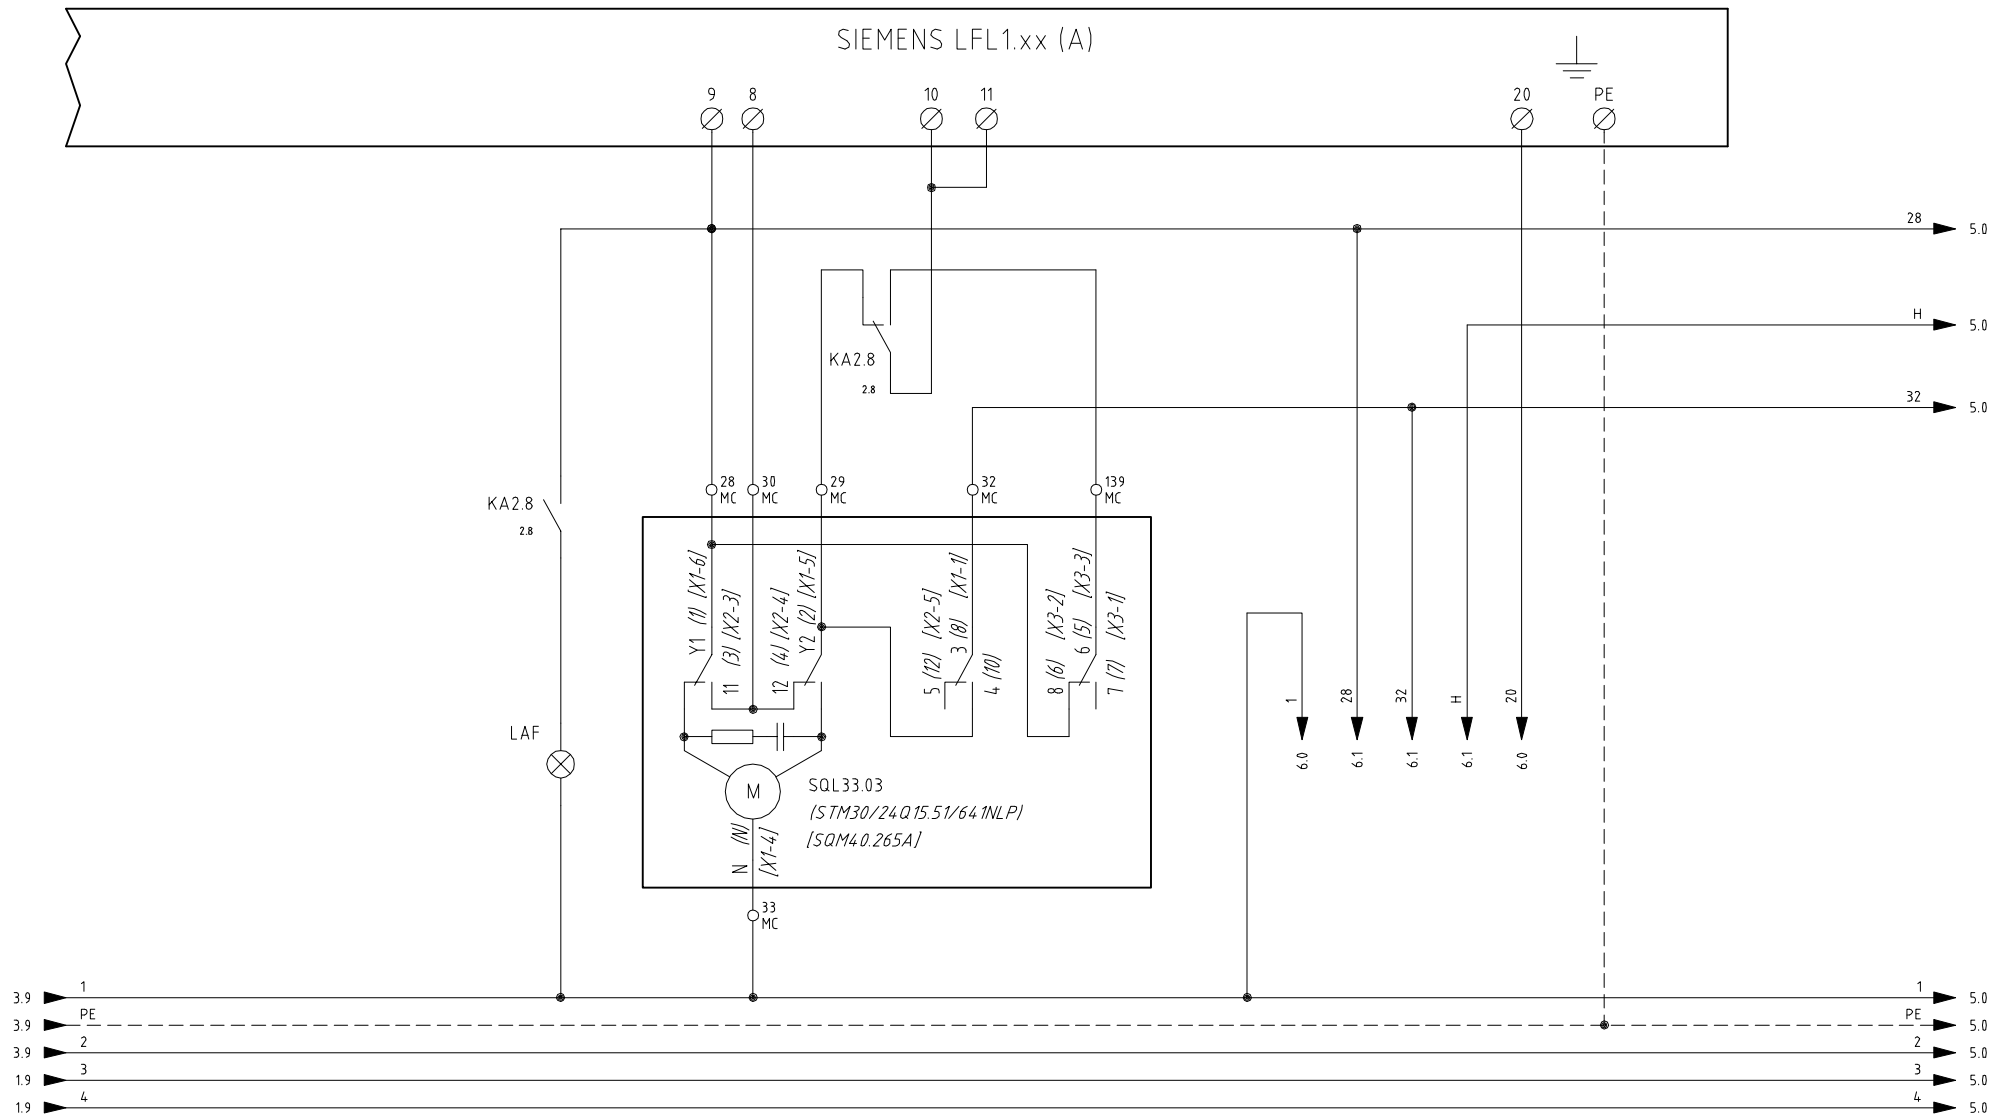 SIEMENS LFL1.xx (A)
9 8 10 11 20 PE
28 5.0
H 5.0
KA2.8
2.8
32 5.0
28 MC
30 MC
29 MC
32 MC
139 MC
KA2.8
2.8
Y1 (1) [X1-6]
11 (3) [X2-3]
12 (4) [X2-4]
Y2 (2) [X1-5]
5 (12) [X2-5]
3 (8) [X1-1]
4 (10)
8 (6) [X3-2]
6 (5) [X3-3]
7 (7) [X3-1]
1 28 32 H 20
6.0 6.1 6.1 6.1 6.0
LAF
M
SQL33.03
(STM30/24Q15.51/641NLP)
[SQM40.265A]
N (N)
[X1-4]
33
MC
3.9 1 1 5.0
3.9 PE PE 5.0
3.9 2 2 5.0
1.9 3 3 5.0
1.9 4 4 5.0